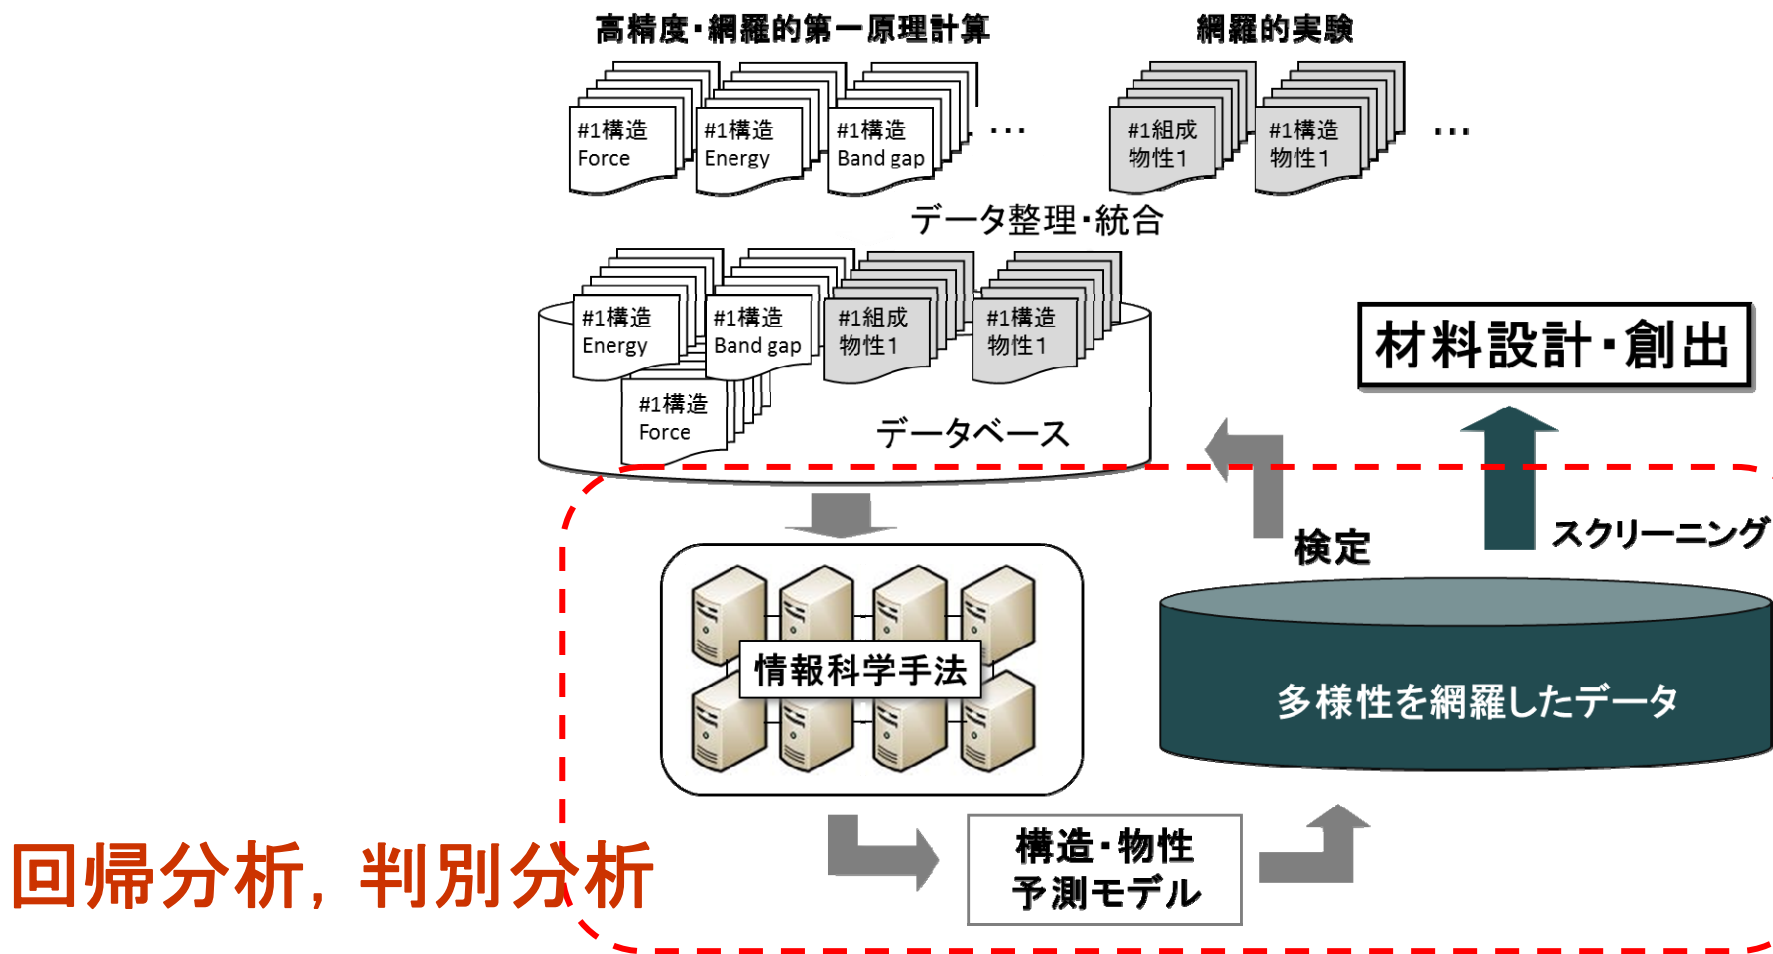 高精度・網羅的第一原理計算
網羅的実験
#1構造
Force
#1構造
Energy
#1構造
Band gap
...
#1組成
物性1
#1構造
物性1
...
データ整理・統合
#1構造
Energy
#1構造
Band gap
#1組成
物性1
#1構造
物性1
#1構造
Force
データベース
材料設計・創出
検定
スクリーニング
情報科学手法
多様性を網羅したデータ
構造・物性
予測モデル
回帰分析, 判別分析